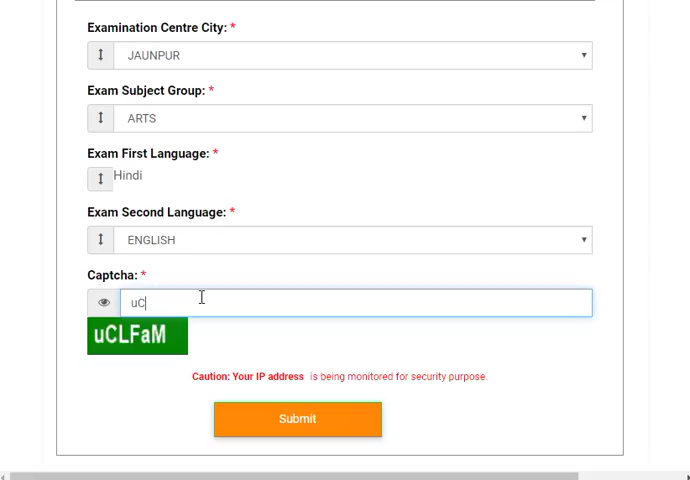 Examination Centre City: *
JAUNPUR
Exam Subject Group: *
ARTS
Exam First Language: *
Hindi
Exam Second Language: *
ENGLISH
Captcha: *
uC
uCLFaM
Caution: Your IP address is being monitored for security purpose.
Submit